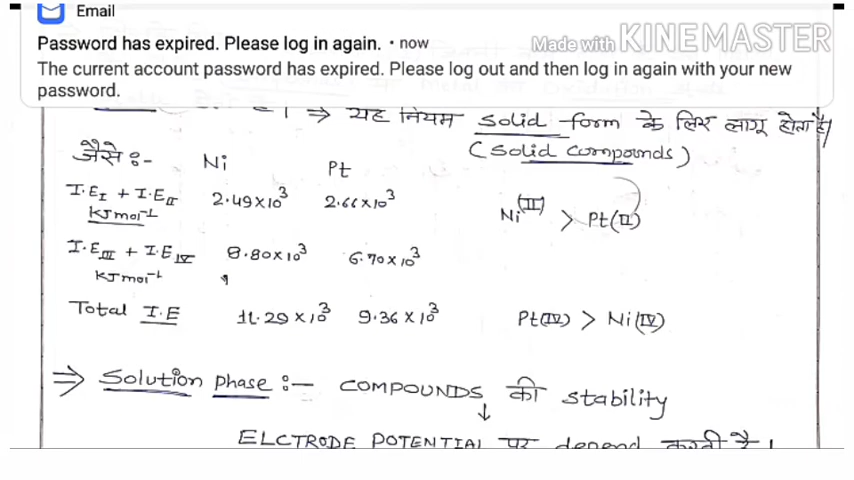 Email
Password has expired. Please log in again. • now
Made with KINEMASTER
The current account password has expired. Please log out and then log in again with your new
password.
है। ⇒ यह नियम solid form के लिए लागू होता है।
(solid compounds)
जैसे :-
Ni Pt
I.E_I + I.E_II 2.49×10³ 2.66×10³ Ni(II) > Pt(II)
KJmol⁻¹
I.E_III + I.E_IV 8.80×10³ 6.70×10³
KJmol⁻¹
Total I.E 11.29×10³ 9.36×10³ Pt(IV) > Ni(IV)
⇒ Solution phase :— COMPOUNDS की stability
↓
ELCTRODE POTENTIAL पर depend करती है।